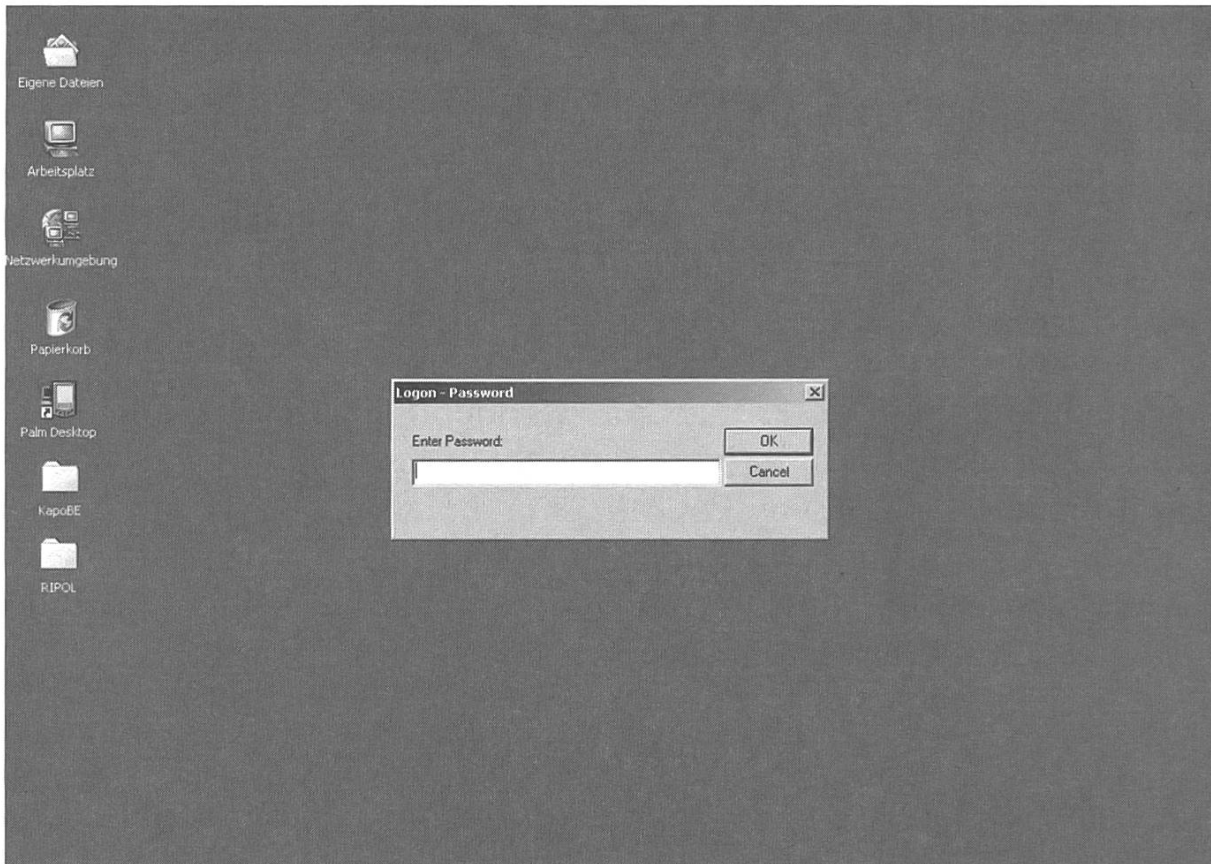 Eigene Dateien
Arbeitsplatz
Netzwerkumgebung
Papierkorb
Palm Desktop
KapoBE
RIPOL
Logon - Password
Enter Password:
OK
Cancel